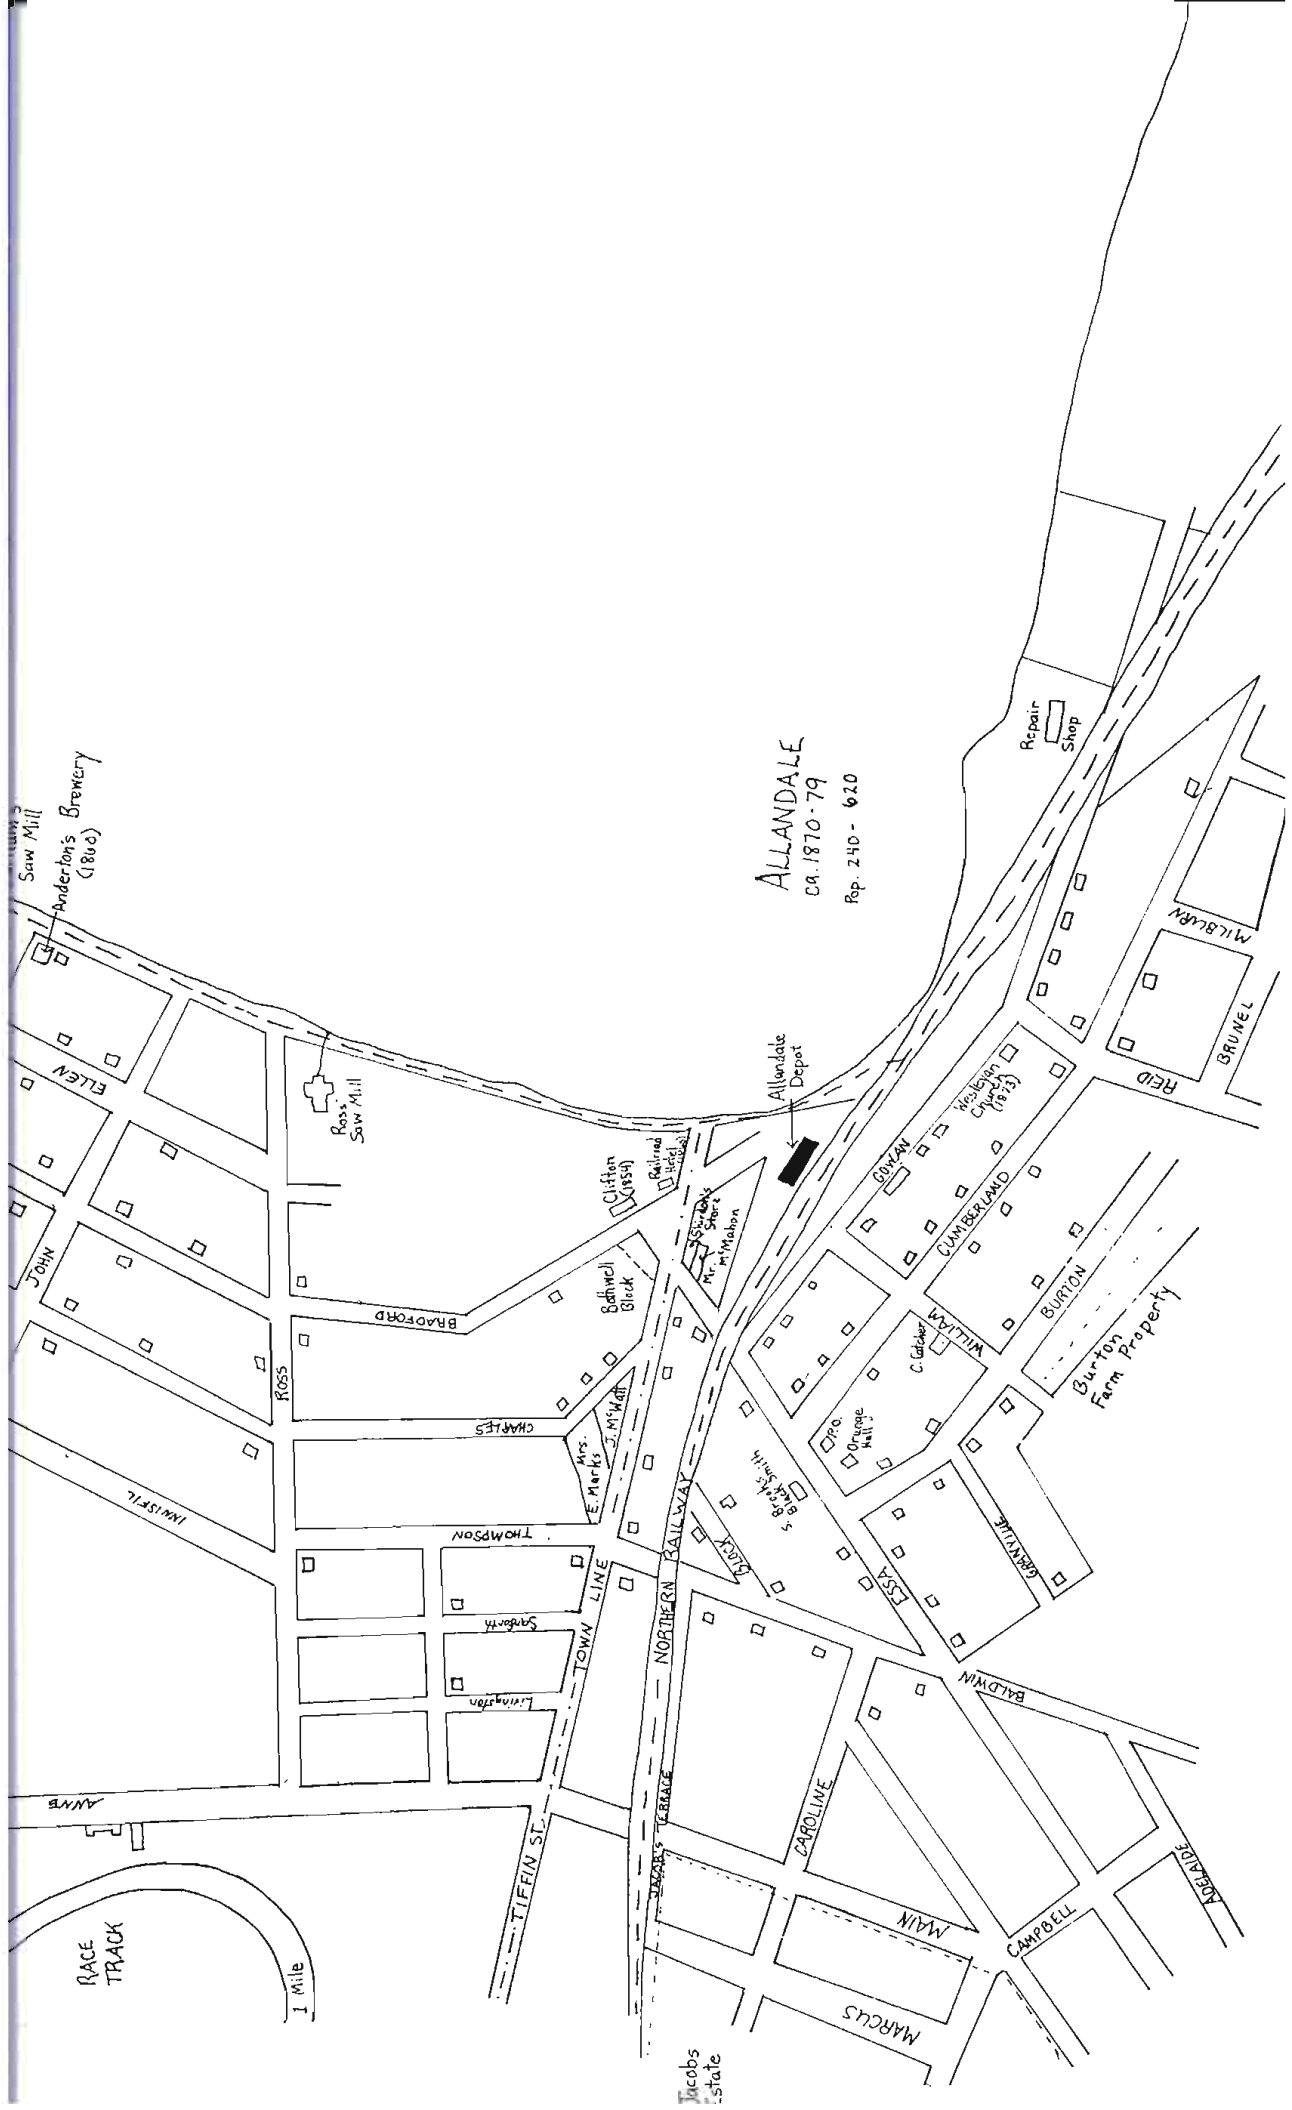 Saw Mill
Anderton's Brewery
(1860)
ELLEN
JOHN
Ross'
Saw Mill
ROSS
BRADFORD
CHARLES
INNISFIL
THOMPSON
Sanforth
Livingston
ANNE
RACE
TRACK
1 Mile
TIFFIN ST.
TOWN LINE
Clifton
(1854)
Railroad
Hotel
Bothwell
Block
Store
Mr. McMahon
J. McWatt
Mrs.
E. Marks
NORTHERN RAILWAY
JACOB'S TERRACE
BLOCK
ALLANDALE
ca. 1870-79
Pop. 240 - 620
Allandale
Depot
Repair
Shop
GOWAN
Wesleyan
Church
(1873)
CUMBERLAND
WILLIAM
C. Catcher
P.O.
Orange
Hall
S. Brooks
Black Smith
ESSA
GRANVILLE
BURTON
Burton
Farm Property
REID
MILBURN
BRUNEL
BALDWIN
CAROLINE
MAIN
CAMPBELL
ADELAIDE
MARCUS
Jacobs
Estate